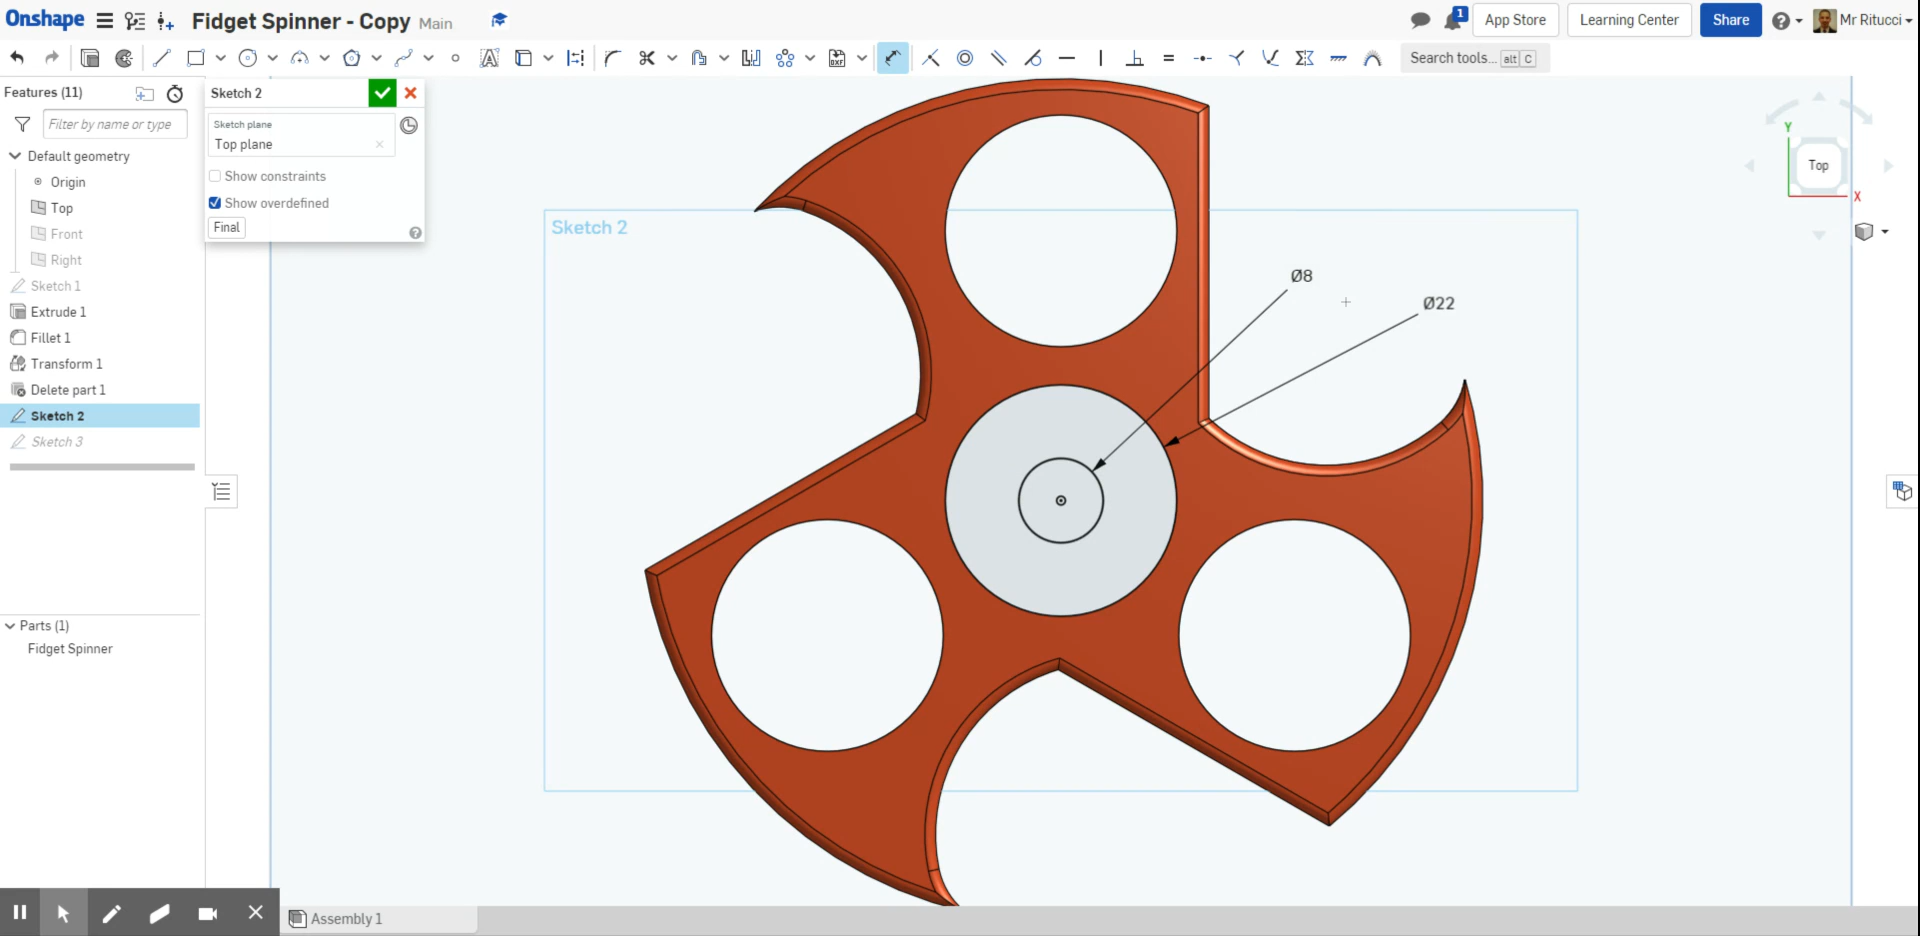 Onshape
Fidget Spinner - Copy Main
1
App Store
Learning Center
Share
Mr Ritucci
DXF
Search tools... alt C
Features (11)
Filter by name or type
Default geometry
Origin
Top
Front
Right
Sketch 1
Extrude 1
Fillet 1
Transform 1
Delete part 1
Sketch 2
Sketch 3
Parts (1)
Fidget Spinner
Sketch 2
Sketch plane
Top plane
Show constraints
Show overdefined
Final
Sketch 2
Ø8
Ø22
Y
Top
X
Assembly 1